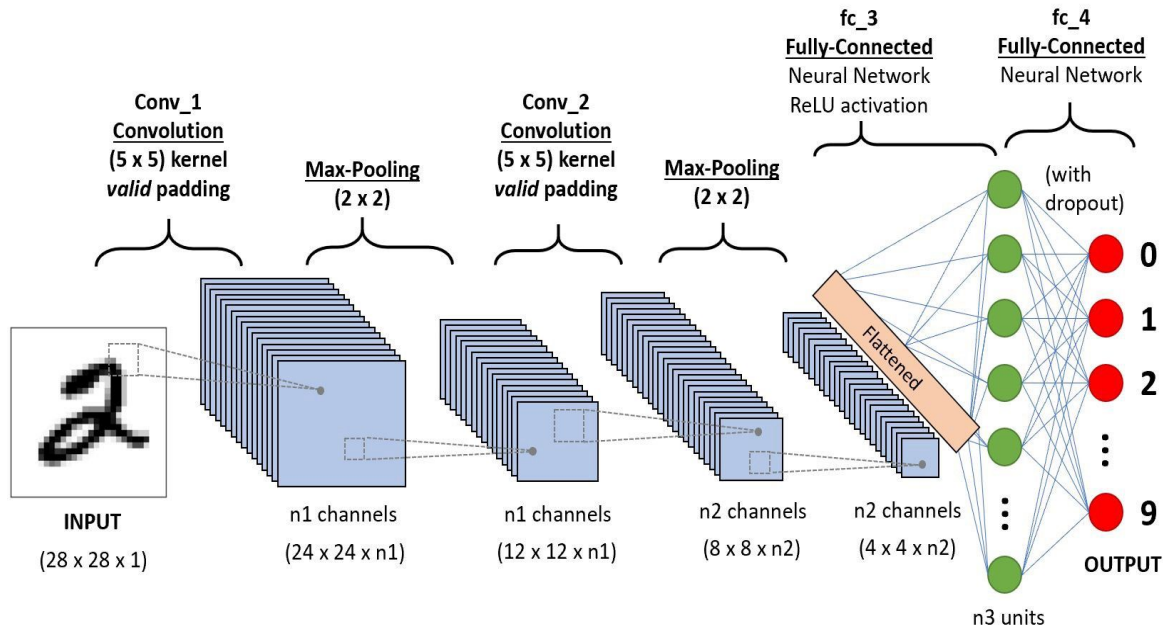 Conv_1
Convolution
(5 x 5) kernel
valid padding
Max-Pooling
(2 x 2)
Conv_2
Convolution
(5 x 5) kernel
valid padding
Max-Pooling
(2 x 2)
fc_3
Fully-Connected
Neural Network
ReLU activation
fc_4
Fully-Connected
Neural Network
(with
dropout)
INPUT
(28 x 28 x 1)
2
n1 channels
(24 x 24 x n1)
n1 channels
(12 x 12 x n1)
n2 channels
(8 x 8 x n2)
n2 channels
(4 x 4 x n2)
Flattened
n3 units
0
1
2
9
OUTPUT